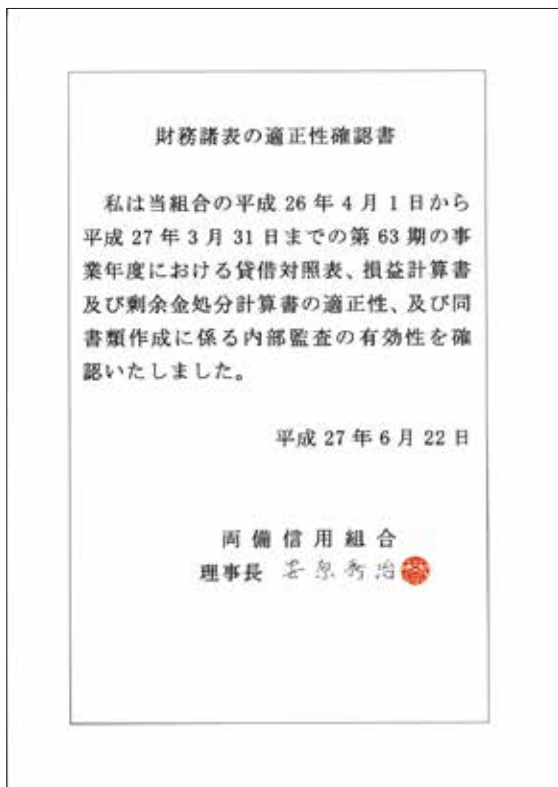 財務諸表の適正性確認書
私は当組合の平成 26 年 4 月 1 日から
平成 27 年 3 月 31 日までの第 63 期の事
業年度における貸借対照表、損益計算書
及び剰余金処分計算書の適正性、及び同
書類作成に係る内部監査の有効性を確
認いたしました。
平成 27 年 6 月 22 日
両備信用組合
理事長 安原秀治